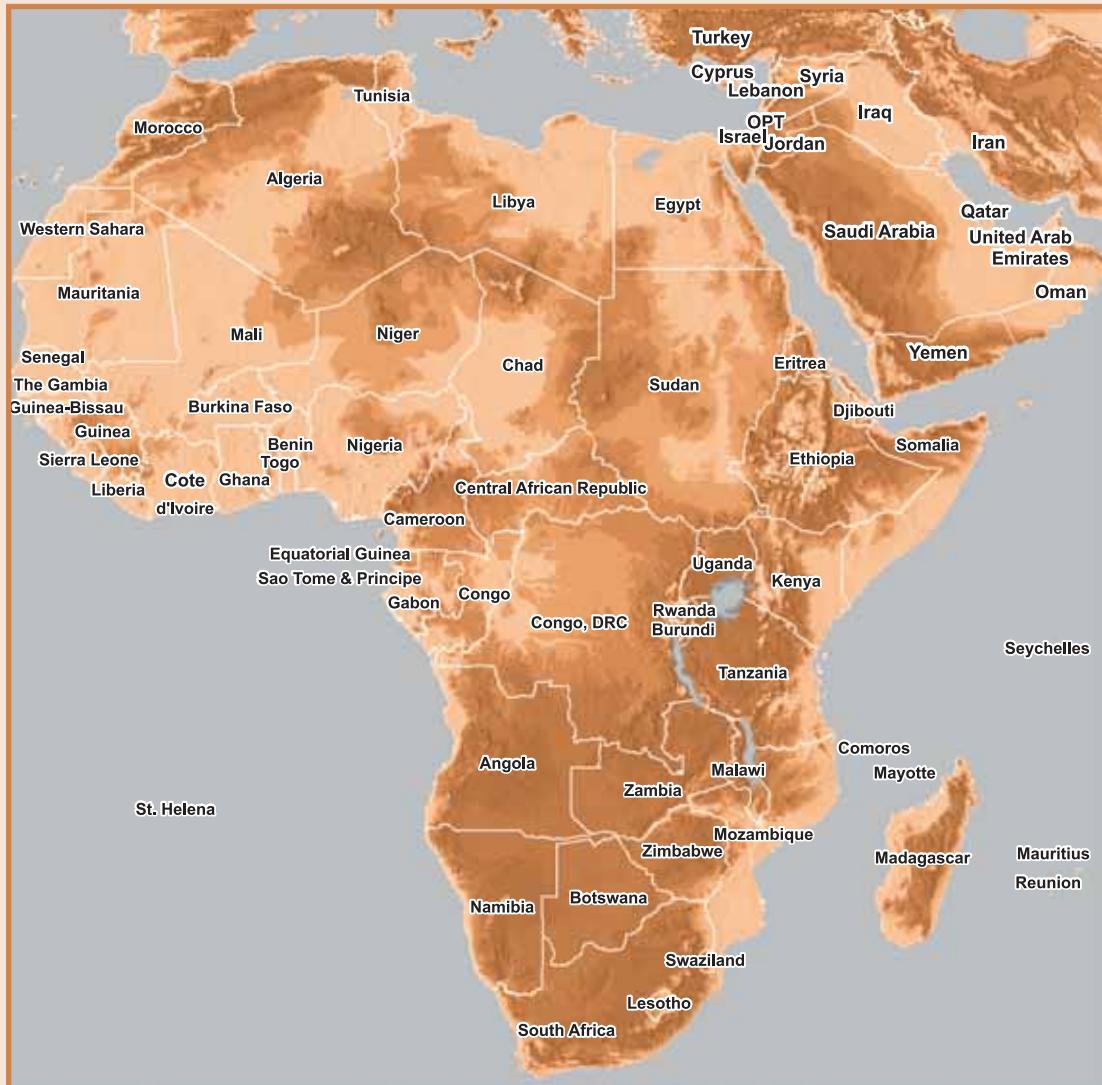 Turkey
Cyprus
Syria
Lebanon
Tunisia
Iraq
OPT
Morocco
Israel
Jordan
Iran
Algeria
Libya
Egypt
Qatar
Western Sahara
Saudi Arabia
United Arab
Emirates
Mauritania
Oman
Mali
Niger
Senegal
Chad
Eritrea
Yemen
The Gambia
Sudan
Guinea-Bissau
Burkina Faso
Djibouti
Guinea
Benin
Nigeria
Somalia
Sierra Leone
Togo
Ethiopia
Cote
d'Ivoire
Ghana
Liberia
Central African Republic
Cameroon
Equatorial Guinea
Uganda
Sao Tome & Principe
Kenya
Congo
Gabon
Rwanda
Congo, DRC
Burundi
Seychelles
Tanzania
Comoros
Angola
Malawi
Mayotte
Zambia
St. Helena
Mozambique
Zimbabwe
Madagascar
Mauritius
Reunion
Botswana
Namibia
Swaziland
Lesotho
South Africa